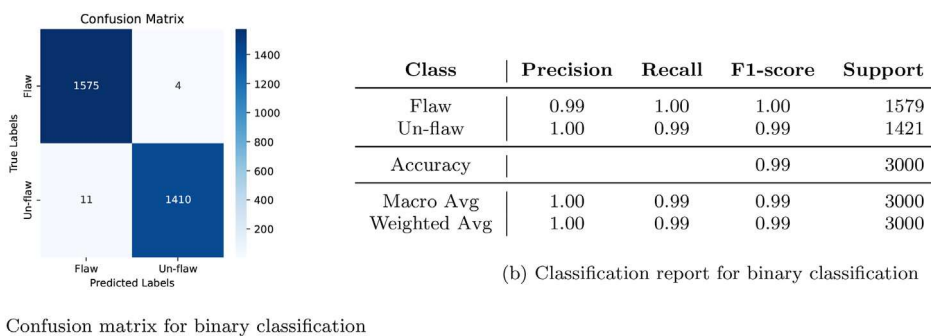 Confusion Matrix
Flaw
1575
4
Un-flaw
11
1410
True Labels
Flaw Un-flaw
Predicted Labels
1400
1200
1000
800
600
400
200
Class Precision Recall F1-score Support
Flaw 0.99 1.00 1.00 1579
Un-flaw 1.00 0.99 0.99 1421
Accuracy 0.99 3000
Macro Avg 1.00 0.99 0.99 3000
Weighted Avg 1.00 0.99 0.99 3000
(b) Classification report for binary classification
Confusion matrix for binary classification